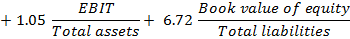 + 1.05 EBIT / Total assets + 6.72 Book value of equity / Total liabilities